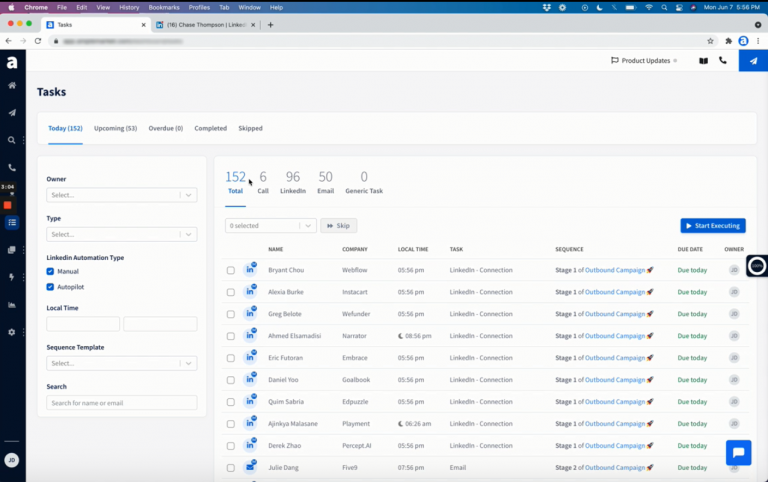 Chrome File Edit View History Bookmarks Profiles Tab Window Help Mon Jun 7 5:56 PM
Tasks (16) Chase Thompson | LinkedI
Product Updates
Tasks
Today (152) Upcoming (53) Overdue (0) Completed Skipped
Owner
Select...
Type
Select...
Linkedin Automation Type
Manual
Autopilot
Local Time
Sequence Template
Select...
Search
Search for name or email
152 6 96 50 0
Total Call LinkedIn Email Generic Task
0 selected Skip Start Executing
NAME COMPANY LOCAL TIME TASK SEQUENCE DUE DATE OWNER
Bryant Chou Webflow 05:56 pm LinkedIn - Connection Stage 1 of Outbound Campaign 🚀 Due today JD
Alexia Burke Instacart 05:56 pm LinkedIn - Connection Stage 1 of Outbound Campaign 🚀 Due today JD
Greg Belote Wefunder 05:56 pm LinkedIn - Connection Stage 1 of Outbound Campaign 🚀 Due today JD
Ahmed Elsamadisi Narrator 08:56 pm LinkedIn - Connection Stage 1 of Outbound Campaign 🚀 Due today JD
Eric Futoran Embrace 05:56 pm LinkedIn - Connection Stage 1 of Outbound Campaign 🚀 Due today JD
Daniel Yoo Goalbook 05:56 pm LinkedIn - Connection Stage 1 of Outbound Campaign 🚀 Due today JD
Quim Sabria Edpuzzle 05:56 pm LinkedIn - Connection Stage 1 of Outbound Campaign 🚀 Due today JD
Ajinkya Malasane Playment 06:26 am LinkedIn - Connection Stage 1 of Outbound Campaign 🚀 Due today JD
Derek Zhao Percept.AI 05:56 pm LinkedIn - Connection Stage 1 of Outbound Campaign 🚀 Due today JD
Julie Dang Five9 07:56 pm Email Stage 2 of Outbound Campaign 🚀 Due today JD
3:04
JD